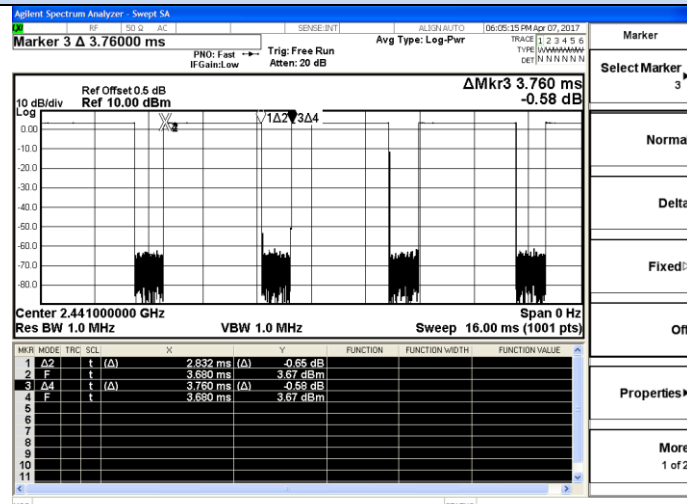 Agilent Spectrum Analyzer - Swept SA
RF 50 Ω AC SENSE:INT ALIGN AUTO 06:05:15 PM Apr 07, 2017
Marker 3 Δ 3.76000 ms
PNO: Fast
IFGain:Low
Trig: Free Run
Atten: 20 dB
Avg Type: Log-Pwr
TRACE 1 2 3 4 5 6
TYPE
DET N N N N N N
Ref Offset 0.5 dB
10 dB/div Ref 10.00 dBm
ΔMkr3 3.760 ms
-0.58 dB
Log
1Δ2 3Δ4
0.00
-10.0
-20.0
-30.0
-40.0
-50.0
-60.0
-70.0
-80.0
Center 2.441000000 GHz Span 0 Hz
Res BW 1.0 MHz VBW 1.0 MHz Sweep 16.00 ms (1001 pts)
MKR MODE TRC SCL X Y FUNCTION FUNCTION WIDTH FUNCTION VALUE
1 Δ2 t (Δ) 2.832 ms (Δ) -0.65 dB
2 F t 3.680 ms 3.67 dBm
3 Δ4 t (Δ) 3.760 ms (Δ) -0.58 dB
4 F t 3.680 ms 3.67 dBm
5
6
7
8
9
10
11
Marker
Select Marker
3
Norma
Delta
Fixed
Off
Properties
More
1 of 2